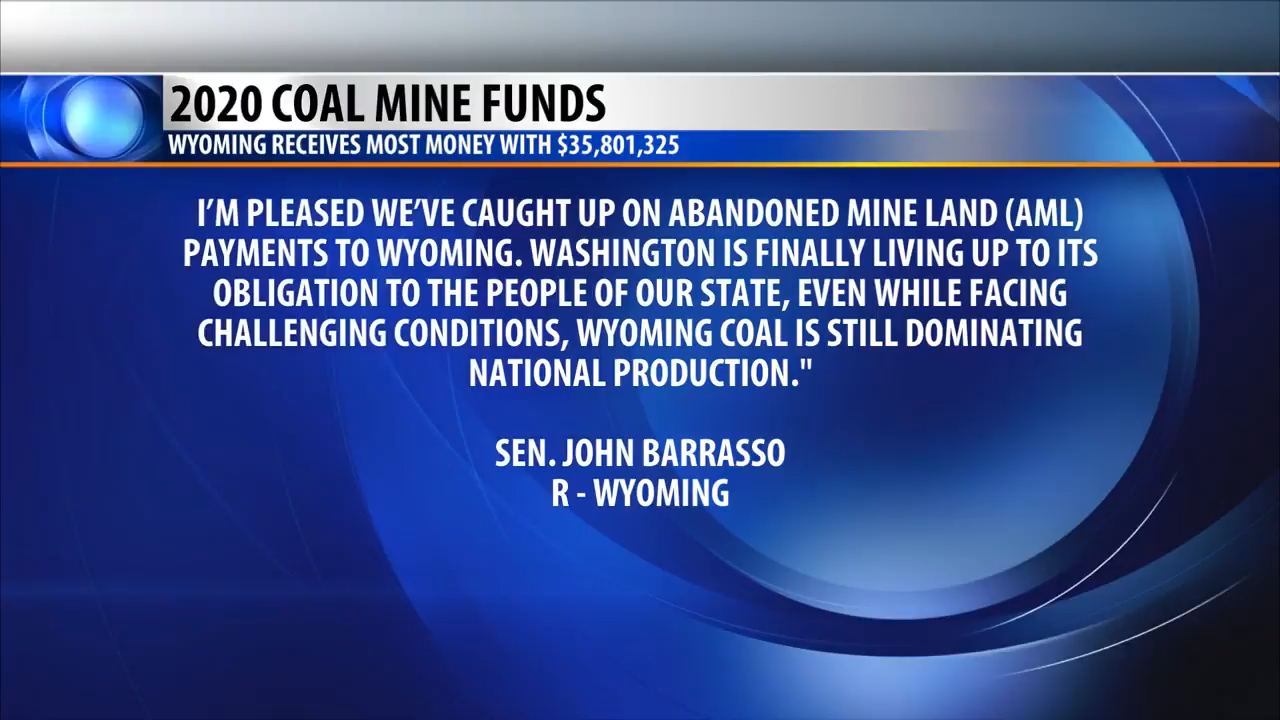 2020 COAL MINE FUNDS
WYOMING RECEIVES MOST MONEY WITH $35,801,325
I’M PLEASED WE’VE CAUGHT UP ON ABANDONED MINE LAND (AML)
PAYMENTS TO WYOMING. WASHINGTON IS FINALLY LIVING UP TO ITS
OBLIGATION TO THE PEOPLE OF OUR STATE, EVEN WHILE FACING
CHALLENGING CONDITIONS, WYOMING COAL IS STILL DOMINATING
NATIONAL PRODUCTION."
SEN. JOHN BARRASSO
R - WYOMING